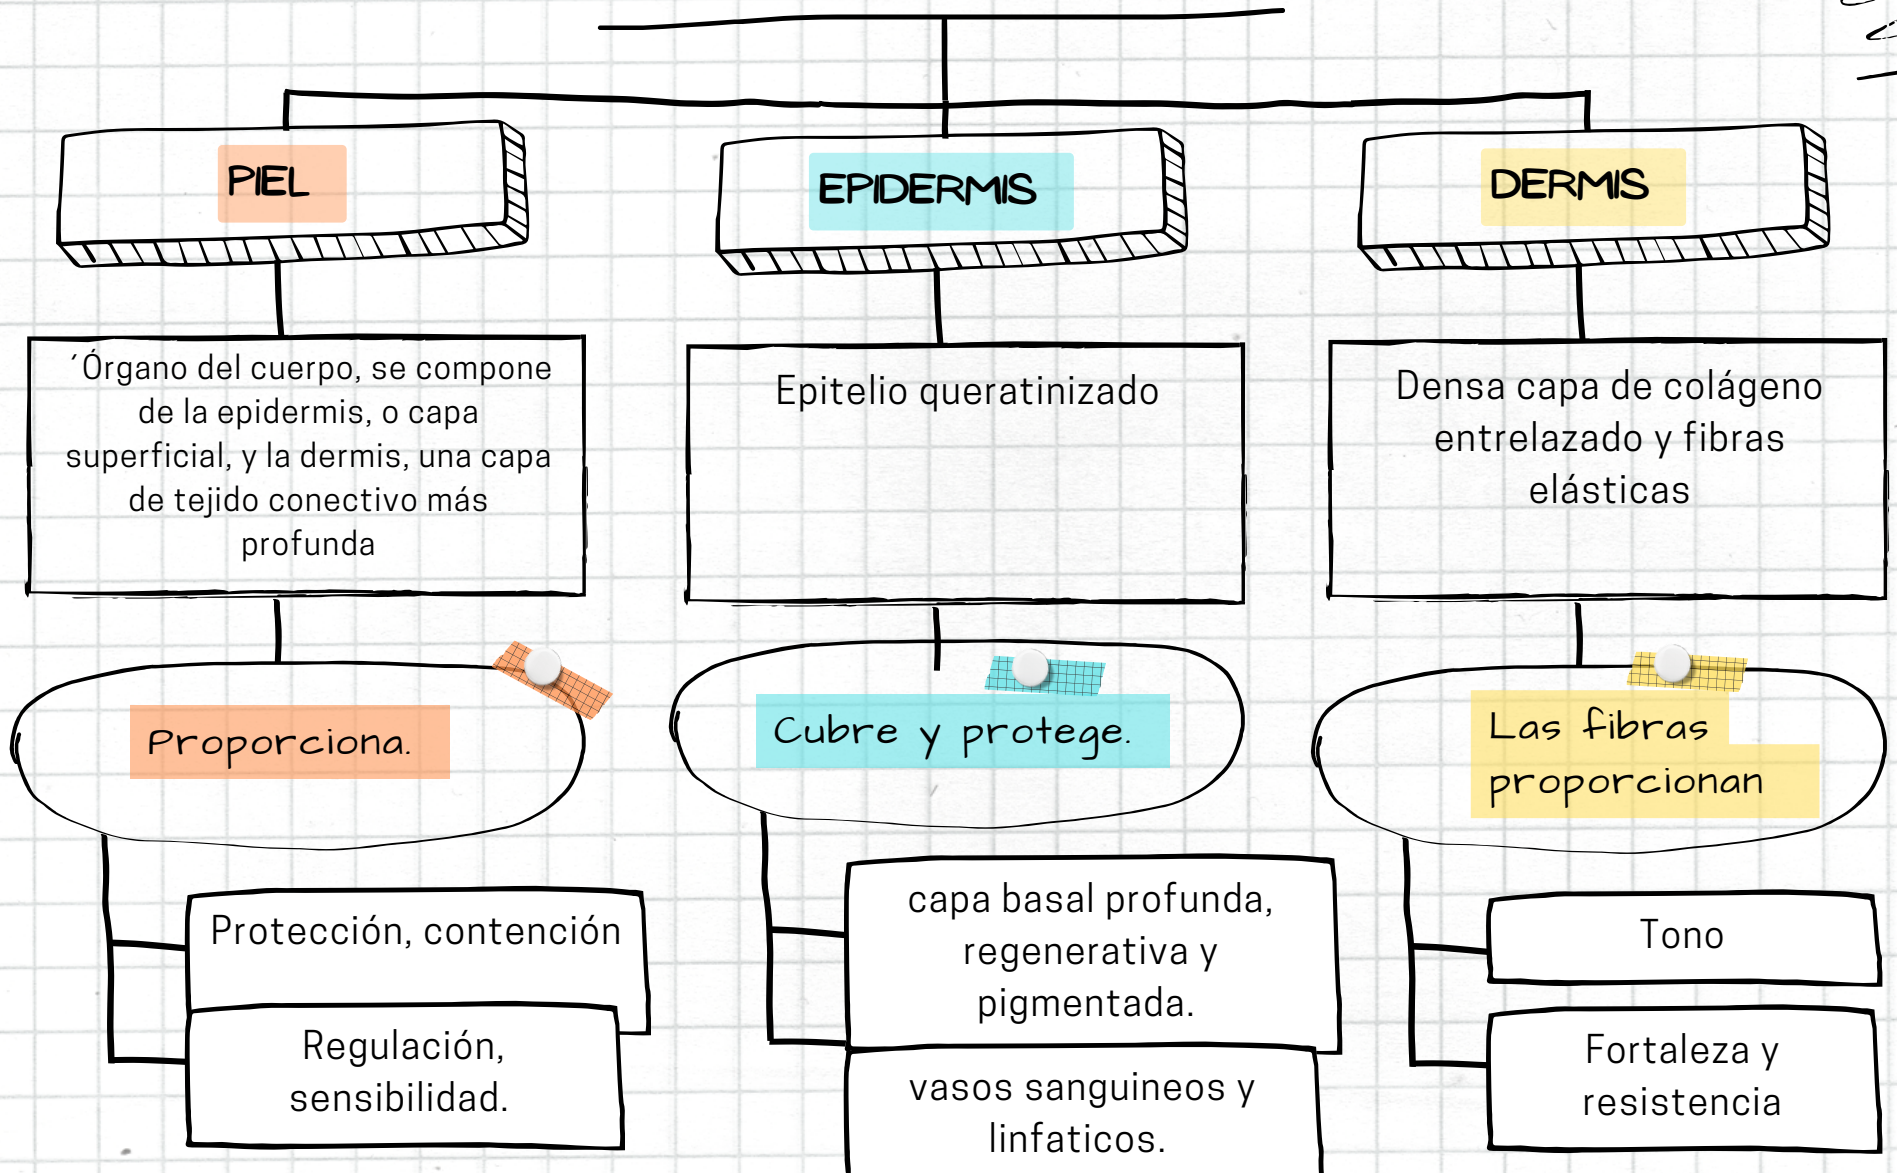 PIEL
EPIDERMIS
DERMIS
´Órgano del cuerpo, se compone
de la epidermis, o capa
superficial, y la dermis, una capa
de tejido conectivo más
profunda
Epitelio queratinizado
Densa capa de colágeno
entrelazado y fibras
elásticas
Proporciona.
Cubre y protege.
Las fibras
proporcionan
Protección, contención
Regulación,
sensibilidad.
capa basal profunda,
regenerativa y
pigmentada.
vasos sanguineos y
linfaticos.
Tono
Fortaleza y
resistencia